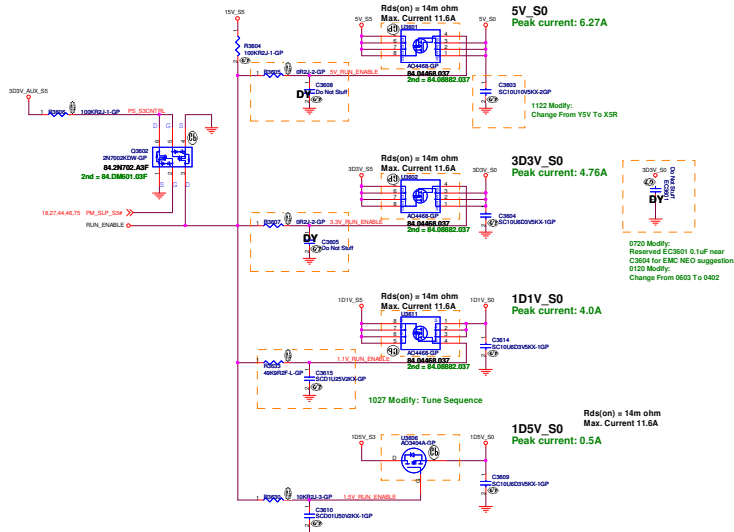 15V_S5
R3604
100KR2J-1-GP
3D3V_AUX_S5
R3606
100KR2J-1-GP
PS_S3CNTRL
D G S
Q3602
2N7002KDW-GP
84.2N702.A3F
2nd = 84.DM601.03F
S G D
18,27,44,46,75 PM_SLP_S3#
RUN_ENABLE
Rds(on) = 14m ohm
Max. Current 11.6A
5V_S5
U3601
5V_S0
AO4468-GP
84.04468.037
2nd = 84.08882.037
5V_S0
Peak current: 6.27A
R3605
0R2J-2-GP
5V_RUN_ENABLE
C3608
Do Not Stuff
DY
C3603
SC10U10V5KX-2GP
1122 Modify:
Change From Y5V To X5R
Rds(on) = 14m ohm
Max. Current 11.6A
3D3V_S5
U3602
3D3V_S0
AO4468-GP
84.04468.037
2nd = 84.08882.037
3D3V_S0
Peak current: 4.76A
R3607
0R2J-2-GP
3.3V_RUN_ENABLE
C3605
Do Not Stuff
DY
C3604
SC10U6D3V5KX-1GP
3D3V_S0
Do Not Stuff
EC3601
DY
0720 Modify:
Reserved EC3601 0.1uF near
C3604 for EMC NEO suggestion
0120 Modify:
Change From 0603 To 0402
Rds(on) = 14m ohm
Max. Current 11.6A
1D1V_S5
U3611
1D1V_S0
AO4468-GP
84.04468.037
2nd = 84.08882.037
1D1V_S0
Peak current: 4.0A
R3633
49K9R2F-L-GP
1.1V_RUN_ENABLE
C3615
SCD1U25V2KX-GP
C3614
SC10U6D3V5KX-1GP
1027 Modify: Tune Sequence
Rds(on) = 14m ohm
Max. Current 11.6A
1D5V_S3
U3606
AO3404A-GP
D
S
G
1D5V_S0
1D5V_S0
Peak current: 0.5A
R3630
10KR2J-3-GP
1.5V_RUN_ENABLE
C3610
SCD01U50V2KX-1GP
C3609
SC10U6D3V5KX-1GP